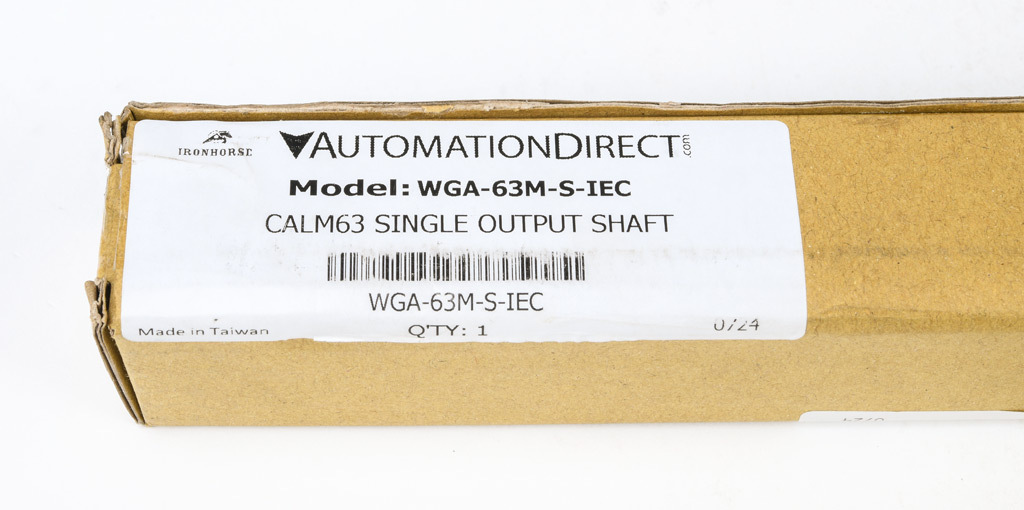 IRONHORSE
AUTOMATIONDIRECT.com
Model: WGA-63M-S-IEC
CALM63 SINGLE OUTPUT SHAFT
WGA-63M-S-IEC
Made in Taiwan
Q'TY: 1
0724